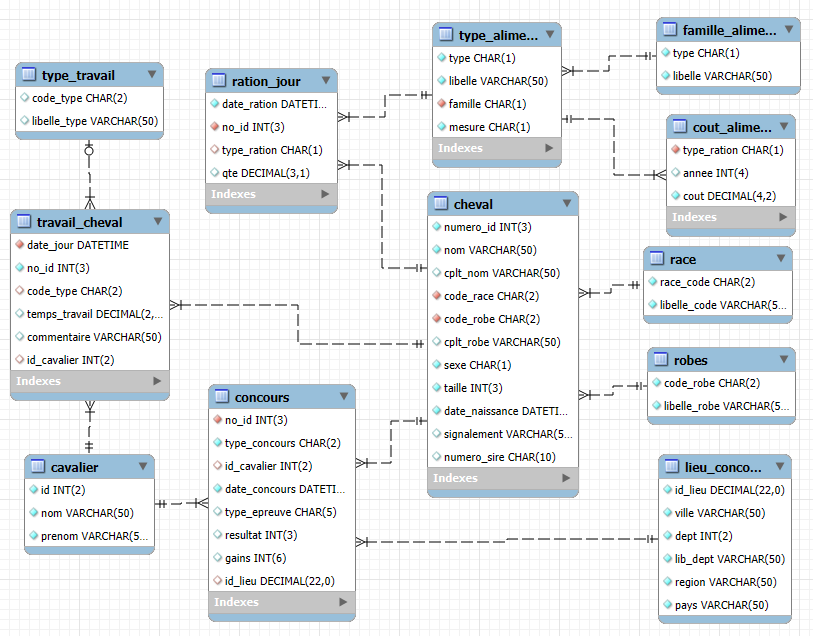 type_travail
code_type CHAR(2)
libelle_type VARCHAR(50)
ration_jour
date_ration DATETI...
no_id INT(3)
type_ration CHAR(1)
qte DECIMAL(3,1)
Indexes
type_alime...
type CHAR(1)
libelle VARCHAR(50)
famille CHAR(1)
mesure CHAR(1)
Indexes
famille_alime...
type CHAR(1)
libelle VARCHAR(50)
cout_alime...
type_ration CHAR(1)
annee INT(4)
cout DECIMAL(4,2)
Indexes
travail_cheval
date_jour DATETIME
no_id INT(3)
code_type CHAR(2)
temps_travail DECIMAL(2,...
commentaire VARCHAR(50)
id_cavalier INT(2)
Indexes
cheval
numero_id INT(3)
nom VARCHAR(50)
cplt_nom VARCHAR(50)
code_race CHAR(2)
code_robe CHAR(2)
cplt_robe VARCHAR(50)
sexe CHAR(1)
taille INT(3)
date_naissance DATETI...
signalement VARCHAR(5...
numero_sire CHAR(10)
Indexes
race
race_code CHAR(2)
libelle_code VARCHAR(5...
robes
code_robe CHAR(2)
libelle_robe VARCHAR(5...
concours
no_id INT(3)
type_concours CHAR(2)
id_cavalier INT(2)
date_concours DATETI...
type_epreuve CHAR(5)
resultat INT(3)
gains INT(6)
id_lieu DECIMAL(22,0)
Indexes
cavalier
id INT(2)
nom VARCHAR(50)
prenom VARCHAR(5...
lieu_conco...
id_lieu DECIMAL(22,0)
ville VARCHAR(50)
dept INT(2)
lib_dept VARCHAR(50)
region VARCHAR(50)
pays VARCHAR(50)